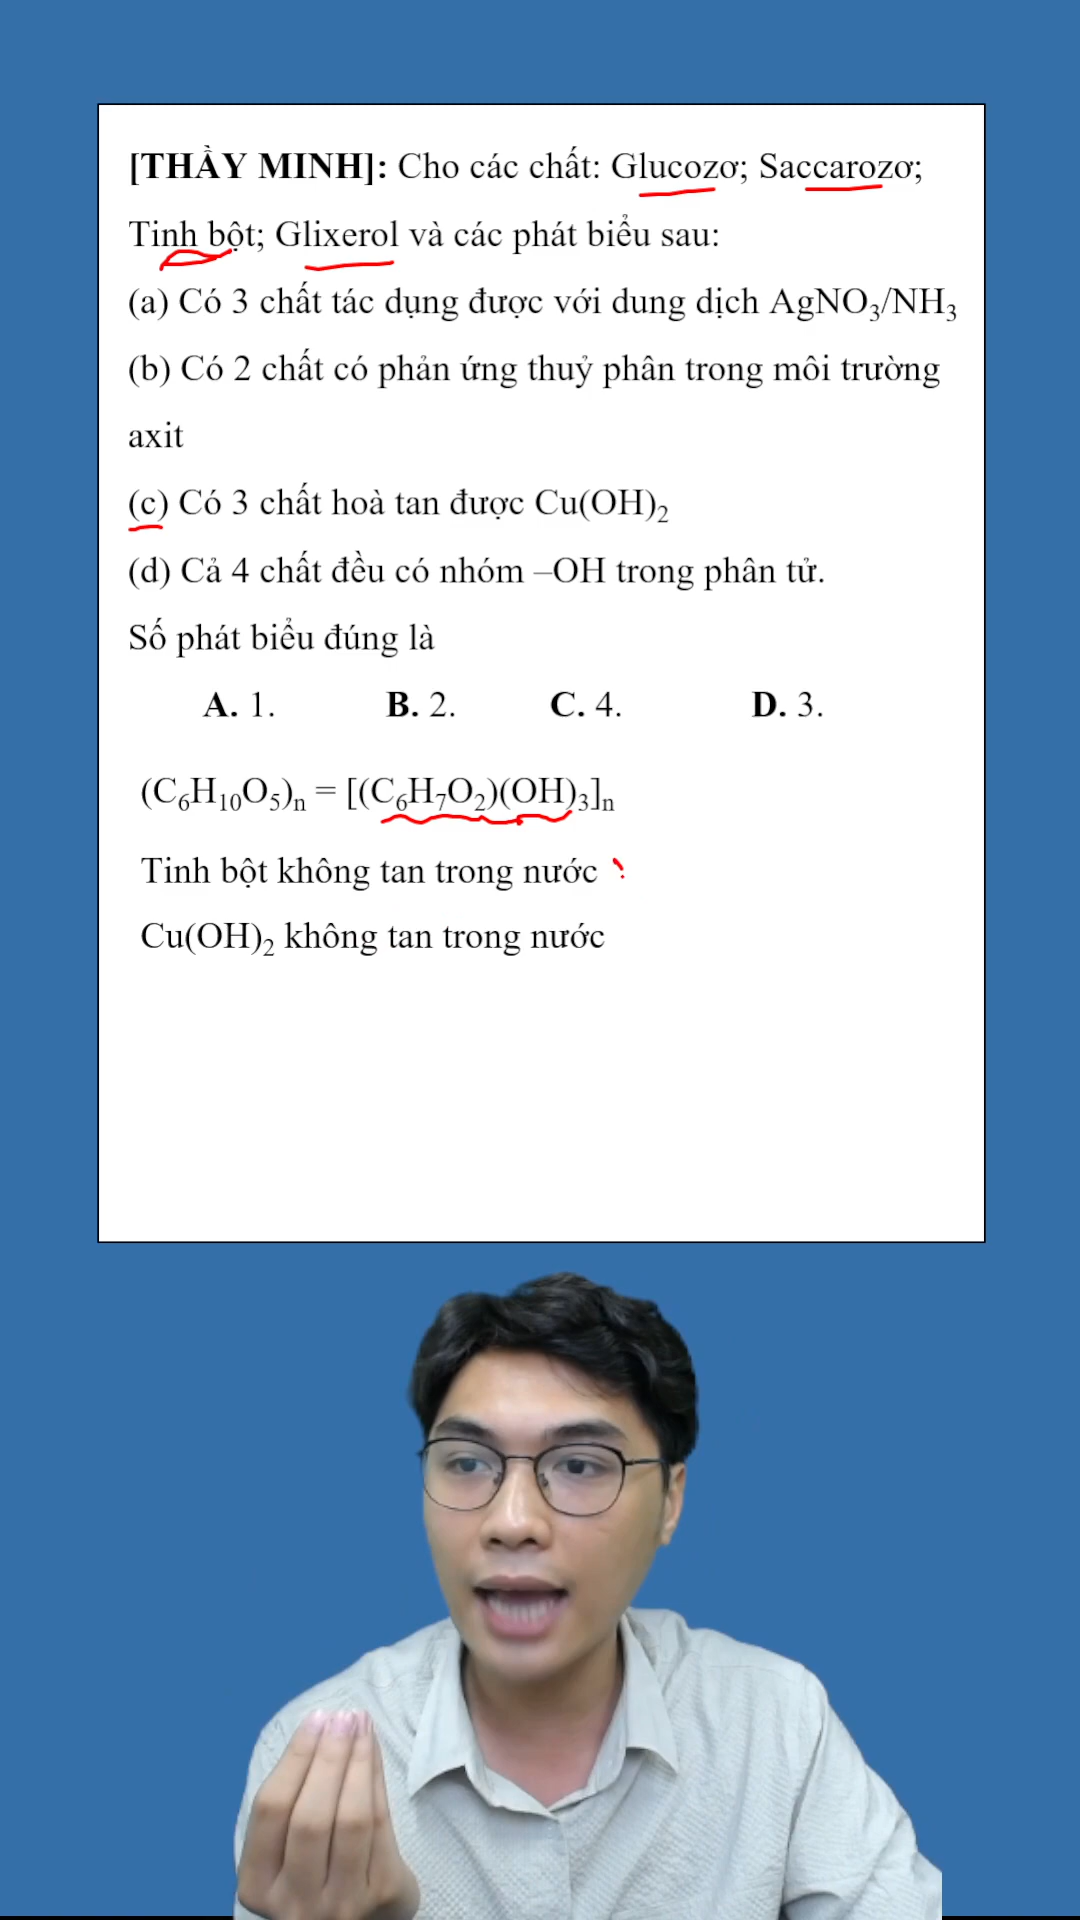 [THẦY MINH]: Cho các chất: Glucozơ; Saccarozơ;
Tinh bột; Glixerol và các phát biểu sau:
(a) Có 3 chất tác dụng được với dung dịch AgNO₃/NH₃
(b) Có 2 chất có phản ứng thuỷ phân trong môi trường
axit
(c) Có 3 chất hoà tan được Cu(OH)₂
(d) Cả 4 chất đều có nhóm –OH trong phân tử.
Số phát biểu đúng là
A. 1. B. 2. C. 4. D. 3.
(C₆H₁₀O₅)ₙ = [(C₆H₇O₂)(OH)₃]ₙ
Tinh bột không tan trong nước
Cu(OH)₂ không tan trong nước